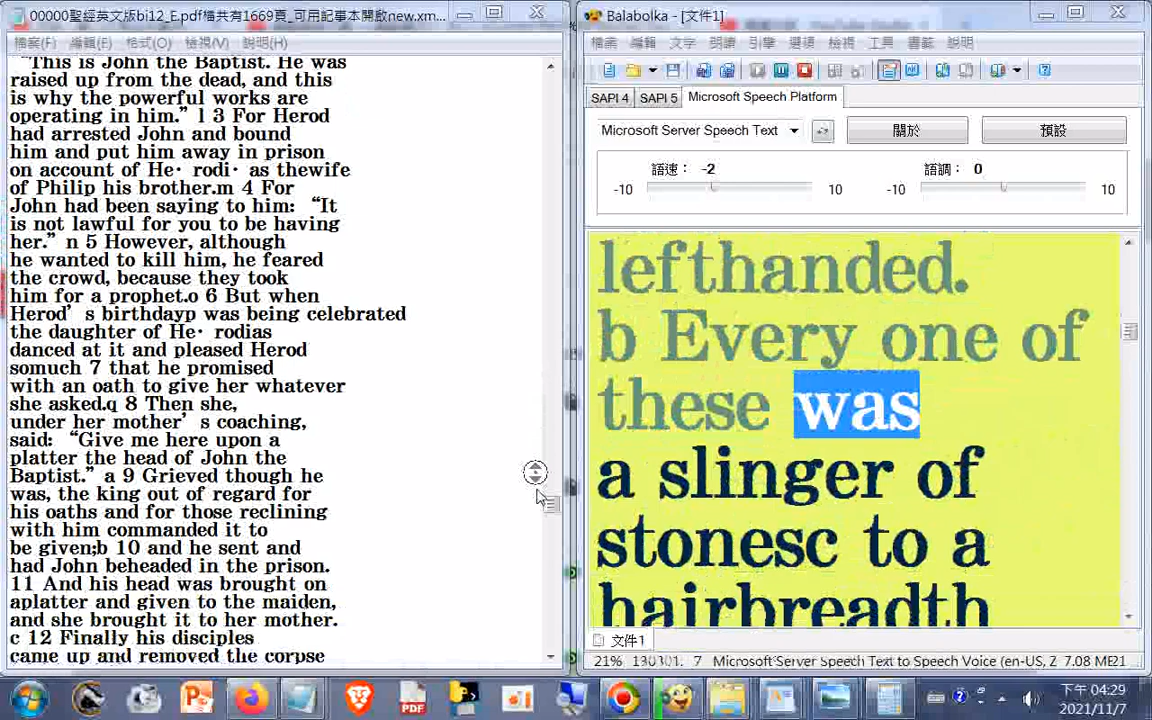 00000聖經英文版bi12_E.pdf檔共有1669頁_可用記事本開啟new.xm...
檔案(F) 編輯(E) 格式(O) 檢視(V) 說明(H)
“This is John the Baptist. He was
raised up from the dead, and this
is why the powerful works are
operating in him.” l 3 For Herod
had arrested John and bound
him and put him away in prison
on account of He· rodi· as thewife
of Philip his brother.m 4 For
John had been saying to him: “It
is not lawful for you to be having
her.” n 5 However, although
he wanted to kill him, he feared
the crowd, because they took
him for a prophet.o 6 But when
Herod’s birthdayp was being celebrated
the daughter of He· rodias
danced at it and pleased Herod
somuch 7 that he promised
with an oath to give her whatever
she asked.q 8 Then she,
under her mother’s coaching,
said: “Give me here upon a
platter the head of John the
Baptist.” a 9 Grieved though he
was, the king out of regard for
his oaths and for those reclining
with him commanded it to
be given;b 10 and he sent and
had John beheaded in the prison.
11 And his head was brought on
aplatter and given to the maiden,
and she brought it to her mother.
c 12 Finally his disciples
came up and removed the corpse
Balabolka - [文件1]
檔案 編輯 文字 朗讀 引擎 選項 檢視 工具 書籤 說明
SAPI 4 SAPI 5 Microsoft Speech Platform
Microsoft Server Speech Text 關於 預設
語速： -2 語調： 0
-10 10 -10 10
lefthanded.
b Every one of
these was
a slinger of
stonesc to a
hairbreadth
文件1
21% 130301: 7 Microsoft Server Speech Text to Speech Voice (en-US, Z 7.08 ME21
PDF
下午 04:29
2021/11/7